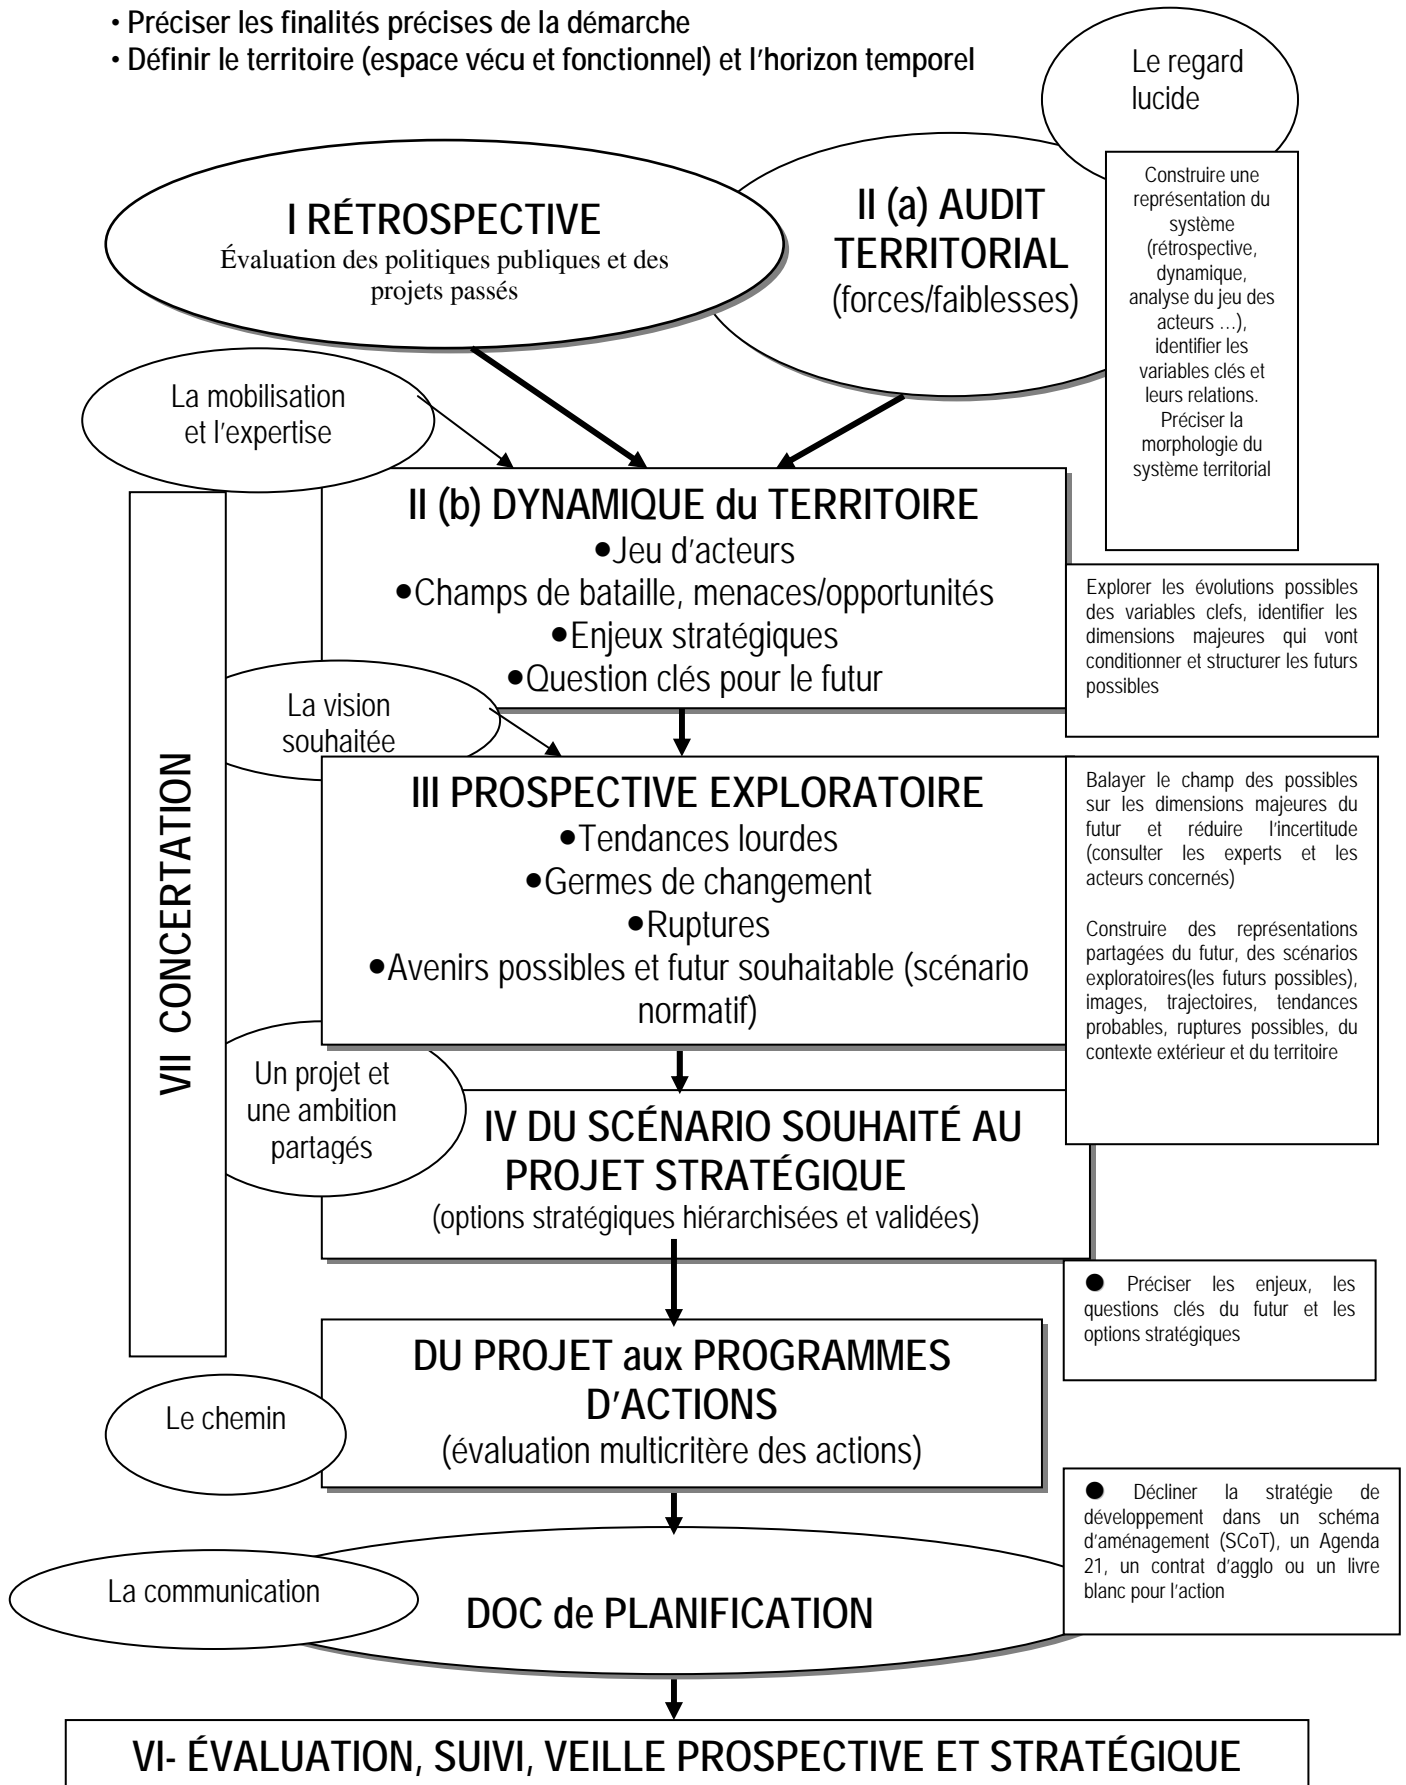 • Préciser les finalités précises de la démarche
• Définir le territoire (espace vécu et fonctionnel) et l'horizon temporel
Le regard
lucide
I RÉTROSPECTIVE
Évaluation des politiques publiques et des
projets passés
II (a) AUDIT
TERRITORIAL
(forces/faiblesses)
Construire une
représentation du
système
(rétrospective,
dynamique,
analyse du jeu des
acteurs …),
identifier les
variables clés et
leurs relations.
Préciser la
morphologie du
système territorial
La mobilisation
et l'expertise
II (b) DYNAMIQUE du TERRITOIRE
●Jeu d'acteurs
●Champs de bataille, menaces/opportunités
●Enjeux stratégiques
●Question clés pour le futur
Explorer les évolutions possibles
des variables clefs, identifier les
dimensions majeures qui vont
conditionner et structurer les futurs
possibles
La vision
souhaitée
VII CONCERTATION
III PROSPECTIVE EXPLORATOIRE
●Tendances lourdes
●Germes de changement
●Ruptures
●Avenirs possibles et futur souhaitable (scénario
normatif)
Balayer le champ des possibles
sur les dimensions majeures du
futur et réduire l'incertitude
(consulter les experts et les
acteurs concernés)
Construire des représentations
partagées du futur, des scénarios
exploratoires(les futurs possibles),
images, trajectoires, tendances
probables, ruptures possibles, du
contexte extérieur et du territoire
Un projet et
une ambition
partagés
IV DU SCÉNARIO SOUHAITÉ AU
PROJET STRATÉGIQUE
(options stratégiques hiérarchisées et validées)
● Préciser les enjeux, les
questions clés du futur et les
options stratégiques
DU PROJET aux PROGRAMMES
D'ACTIONS
(évaluation multicritère des actions)
Le chemin
● Décliner la stratégie de
développement dans un schéma
d'aménagement (SCoT), un Agenda
21, un contrat d'agglo ou un livre
blanc pour l'action
La communication
DOC de PLANIFICATION
VI- ÉVALUATION, SUIVI, VEILLE PROSPECTIVE ET STRATÉGIQUE